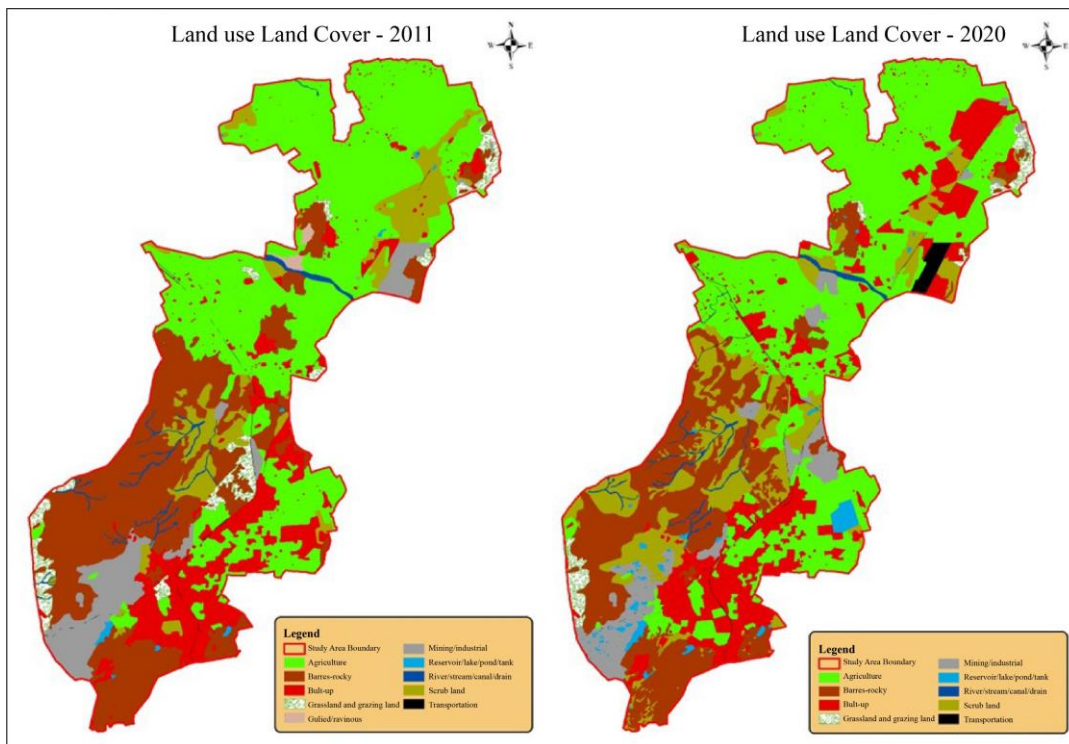 Land use Land Cover - 2011
N
W E
S
Legend
Study Area Boundary
Agriculture
Barres-rocky
Bult-up
Grassland and grazing land
Gulied/ravinous
Mining/industrial
Reservoir/lake/pond/tank
River/stream/canal/drain
Scrub land
Transportation
Land use Land Cover - 2020
N
W E
S
Legend
Study Area Boundary
Agriculture
Barres-rocky
Bult-up
Grassland and grazing land
Mining/industrial
Reservoir/lake/pond/tank
River/stream/canal/drain
Scrub land
Transportation